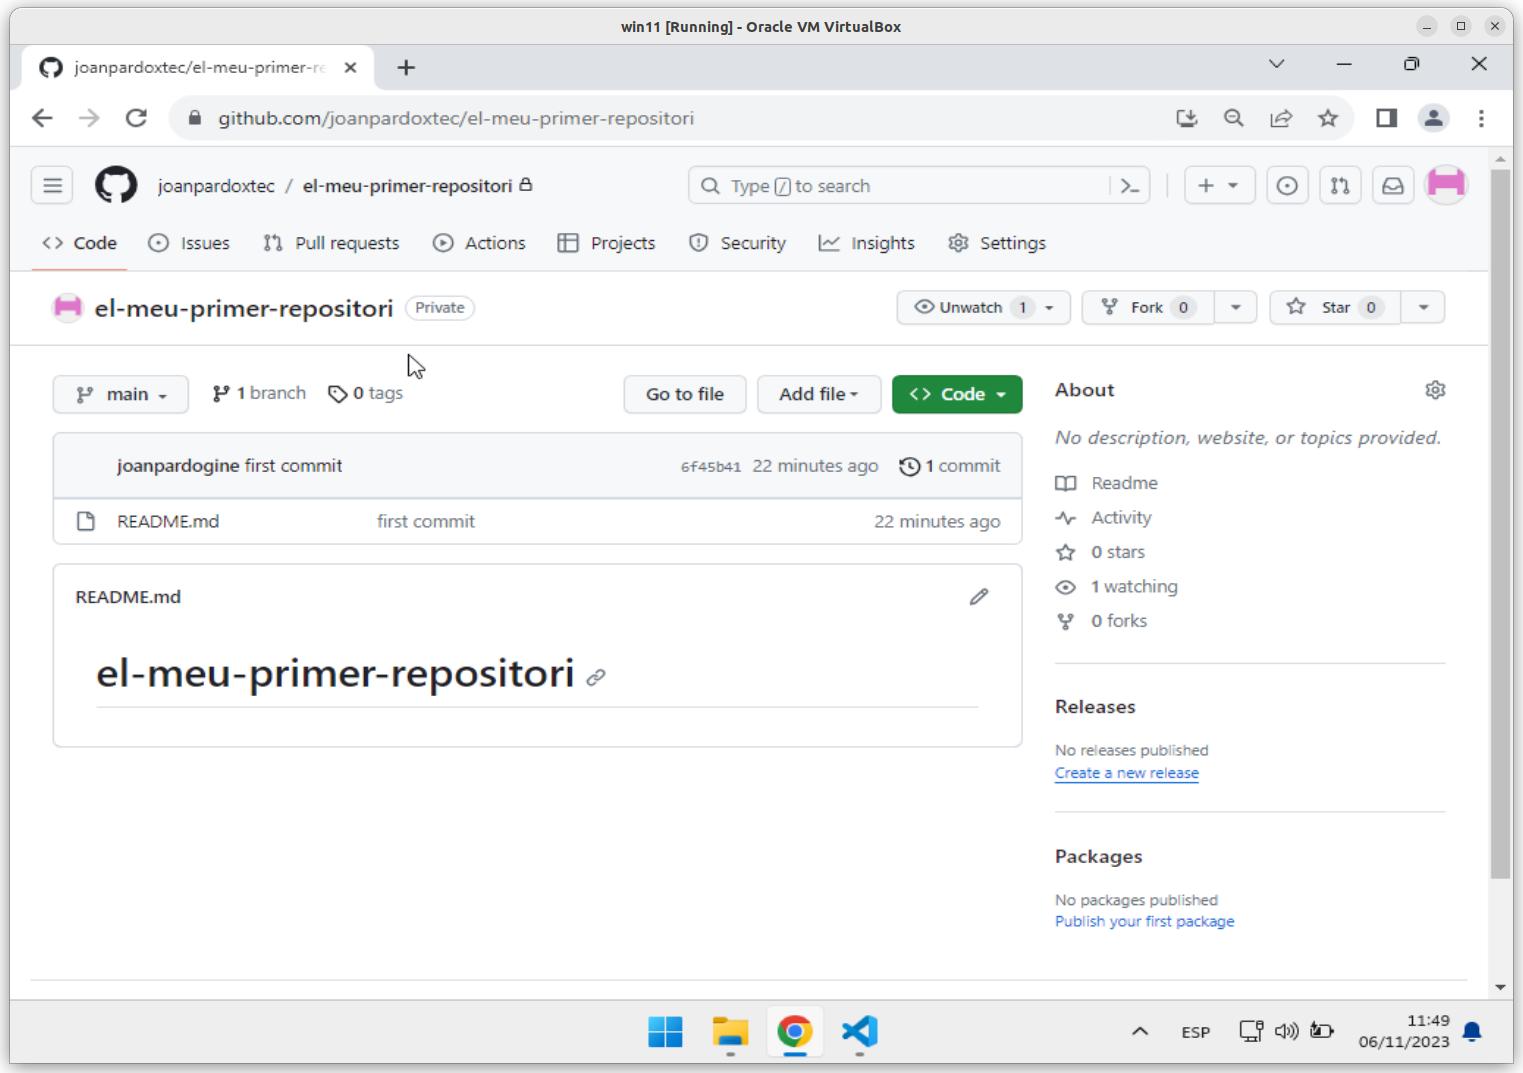 win11 [Running] - Oracle VM VirtualBox
joanpardoxtec/el-meu-primer-re
github.com/joanpardoxtec/el-meu-primer-repositori
joanpardoxtec / el-meu-primer-repositori
Type / to search
Code Issues Pull requests Actions Projects Security Insights Settings
el-meu-primer-repositori Private
Unwatch 1 Fork 0 Star 0
main 1 branch 0 tags Go to file Add file Code
joanpardogine first commit 6f45b41 22 minutes ago 1 commit
README.md first commit 22 minutes ago
README.md
el-meu-primer-repositori
About
No description, website, or topics provided.
Readme
Activity
0 stars
1 watching
0 forks
Releases
No releases published
Create a new release
Packages
No packages published
Publish your first package
ESP
11:49
06/11/2023